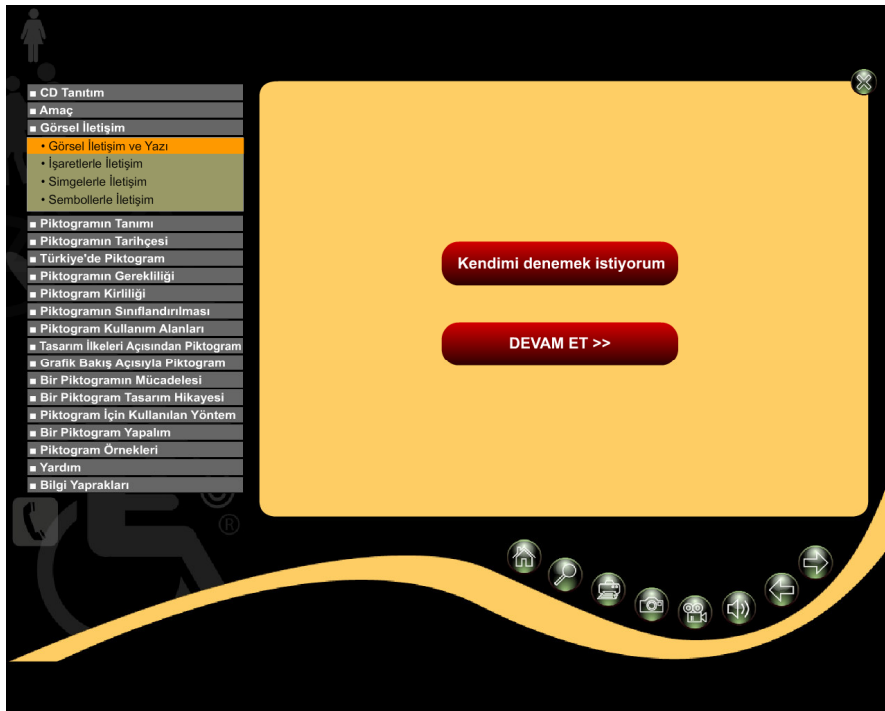 ■ CD Tanıtım
■ Amaç
■ Görsel İletişim
• Görsel İletişim ve Yazı
• İşaretlerle İletişim
• Simgelerle İletişim
• Sembollerle İletişim
■ Piktogramın Tanımı
■ Piktogramın Tarihçesi
■ Türkiye'de Piktogram
■ Piktogramın Gerekliliği
■ Piktogram Kirliliği
■ Piktogramın Sınıflandırılması
■ Piktogram Kullanım Alanları
■ Tasarım İlkeleri Açısından Piktogram
■ Grafik Bakış Açısıyla Piktogram
■ Bir Piktogramın Mücadelesi
■ Bir Piktogram Tasarım Hikayesi
■ Piktogram İçin Kullanılan Yöntem
■ Bir Piktogram Yapalım
■ Piktogram Örnekleri
■ Yardım
■ Bilgi Yaprakları
Kendimi denemek istiyorum
DEVAM ET >>
®